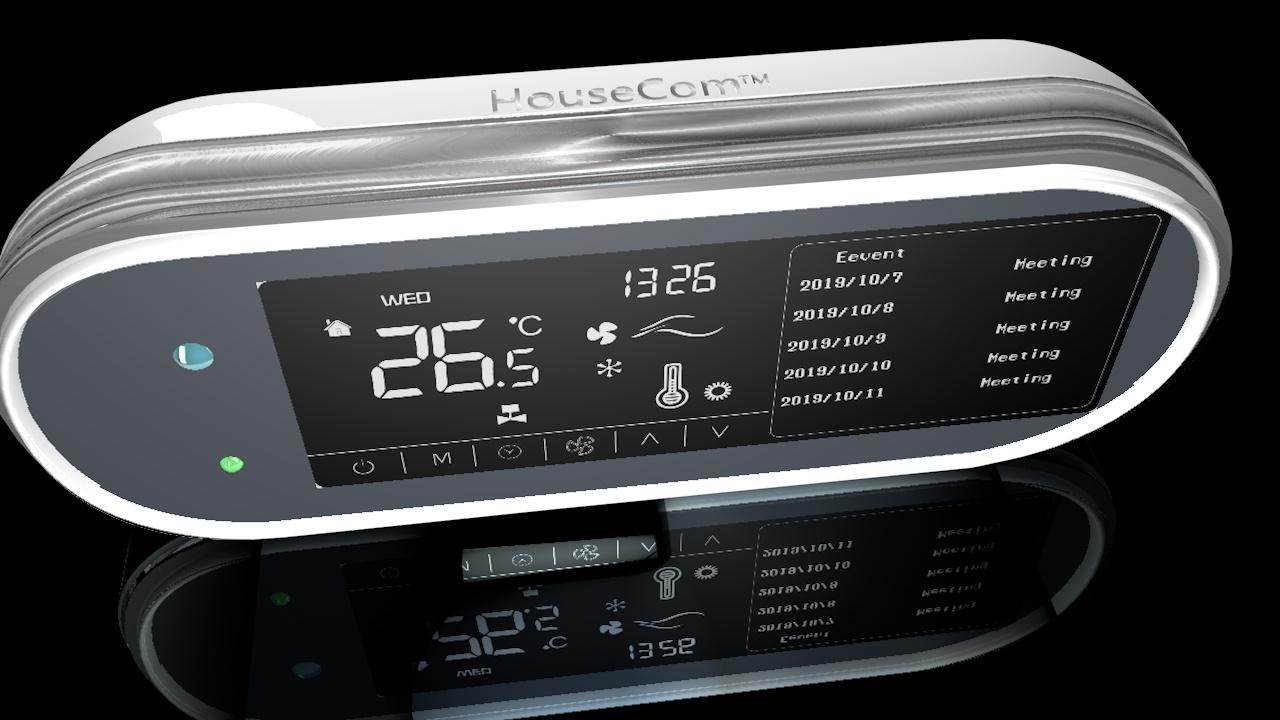 HouseCom™
WED
13 26
26.5 °C
M
Eevent
2019/10/7 Meeting
2019/10/8 Meeting
2019/10/9 Meeting
2019/10/10 Meeting
2019/10/11 Meeting